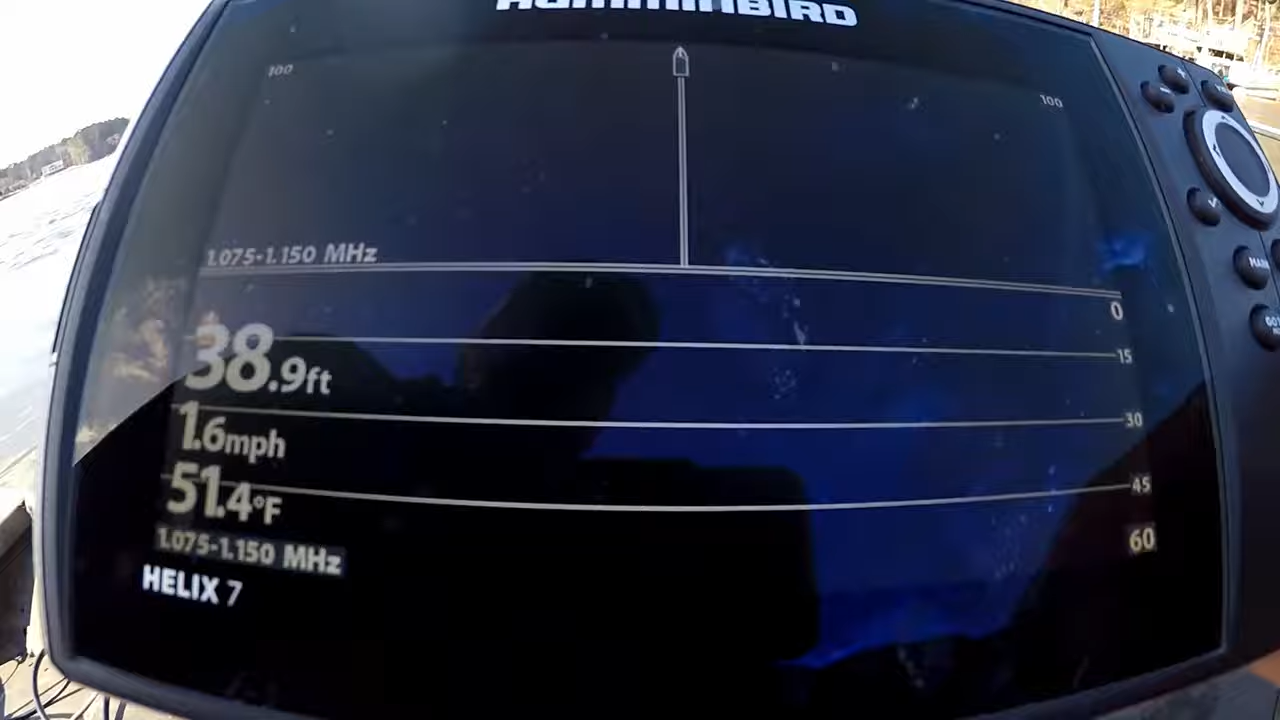 HUMMINBIRD
100
100
1.075-1.150 MHz
0
15
38.9ft
30
1.6mph
45
51.4°F
60
1.075-1.150 MHz
HELIX 7